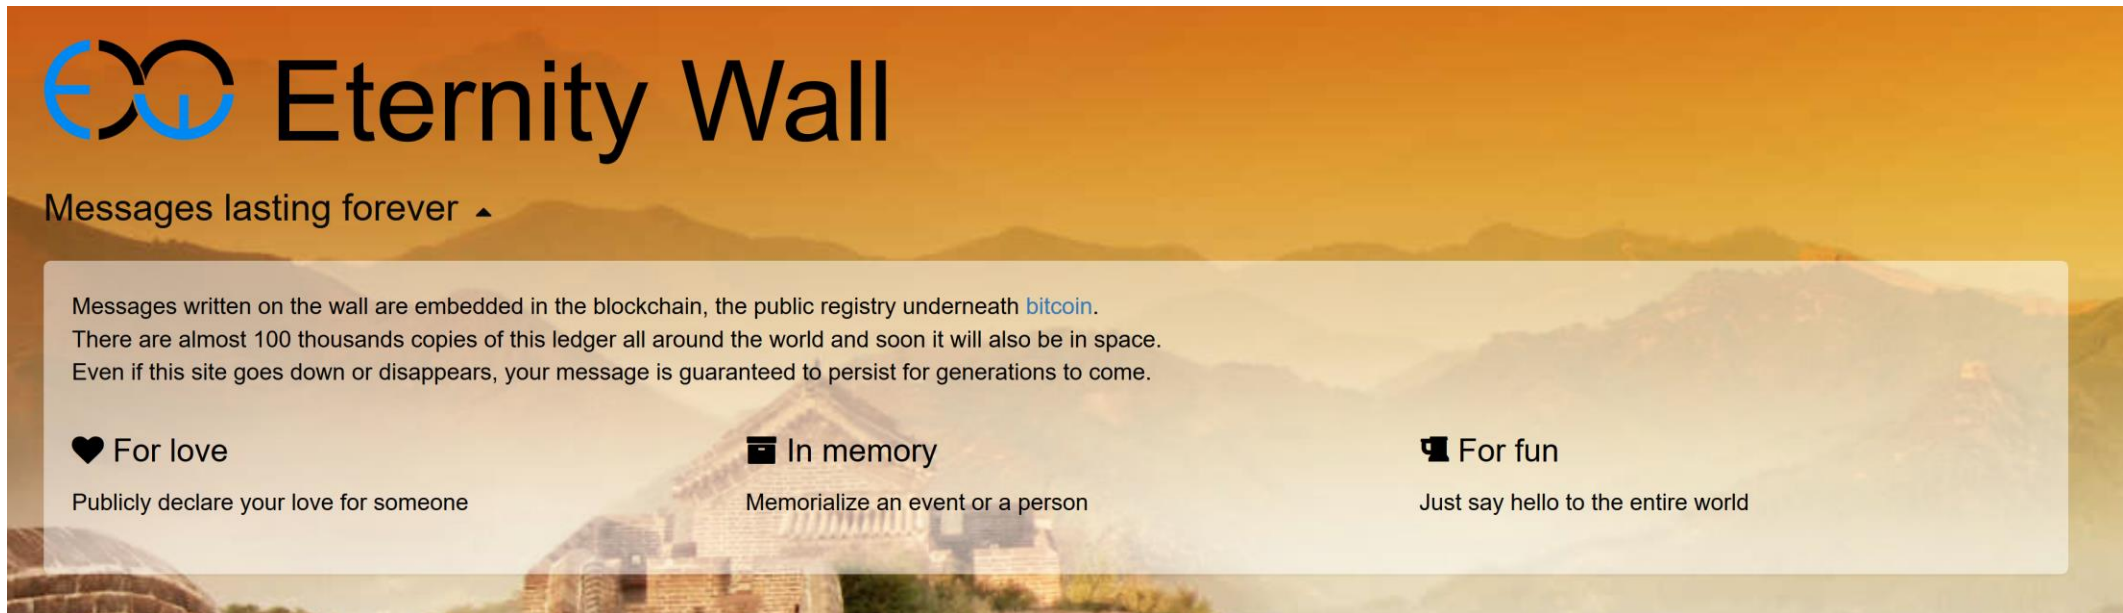 Eternity Wall
Messages lasting forever
Messages written on the wall are embedded in the blockchain, the public registry underneath bitcoin.
There are almost 100 thousands copies of this ledger all around the world and soon it will also be in space.
Even if this site goes down or disappears, your message is guaranteed to persist for generations to come.
For love
Publicly declare your love for someone
In memory
Memorialize an event or a person
For fun
Just say hello to the entire world